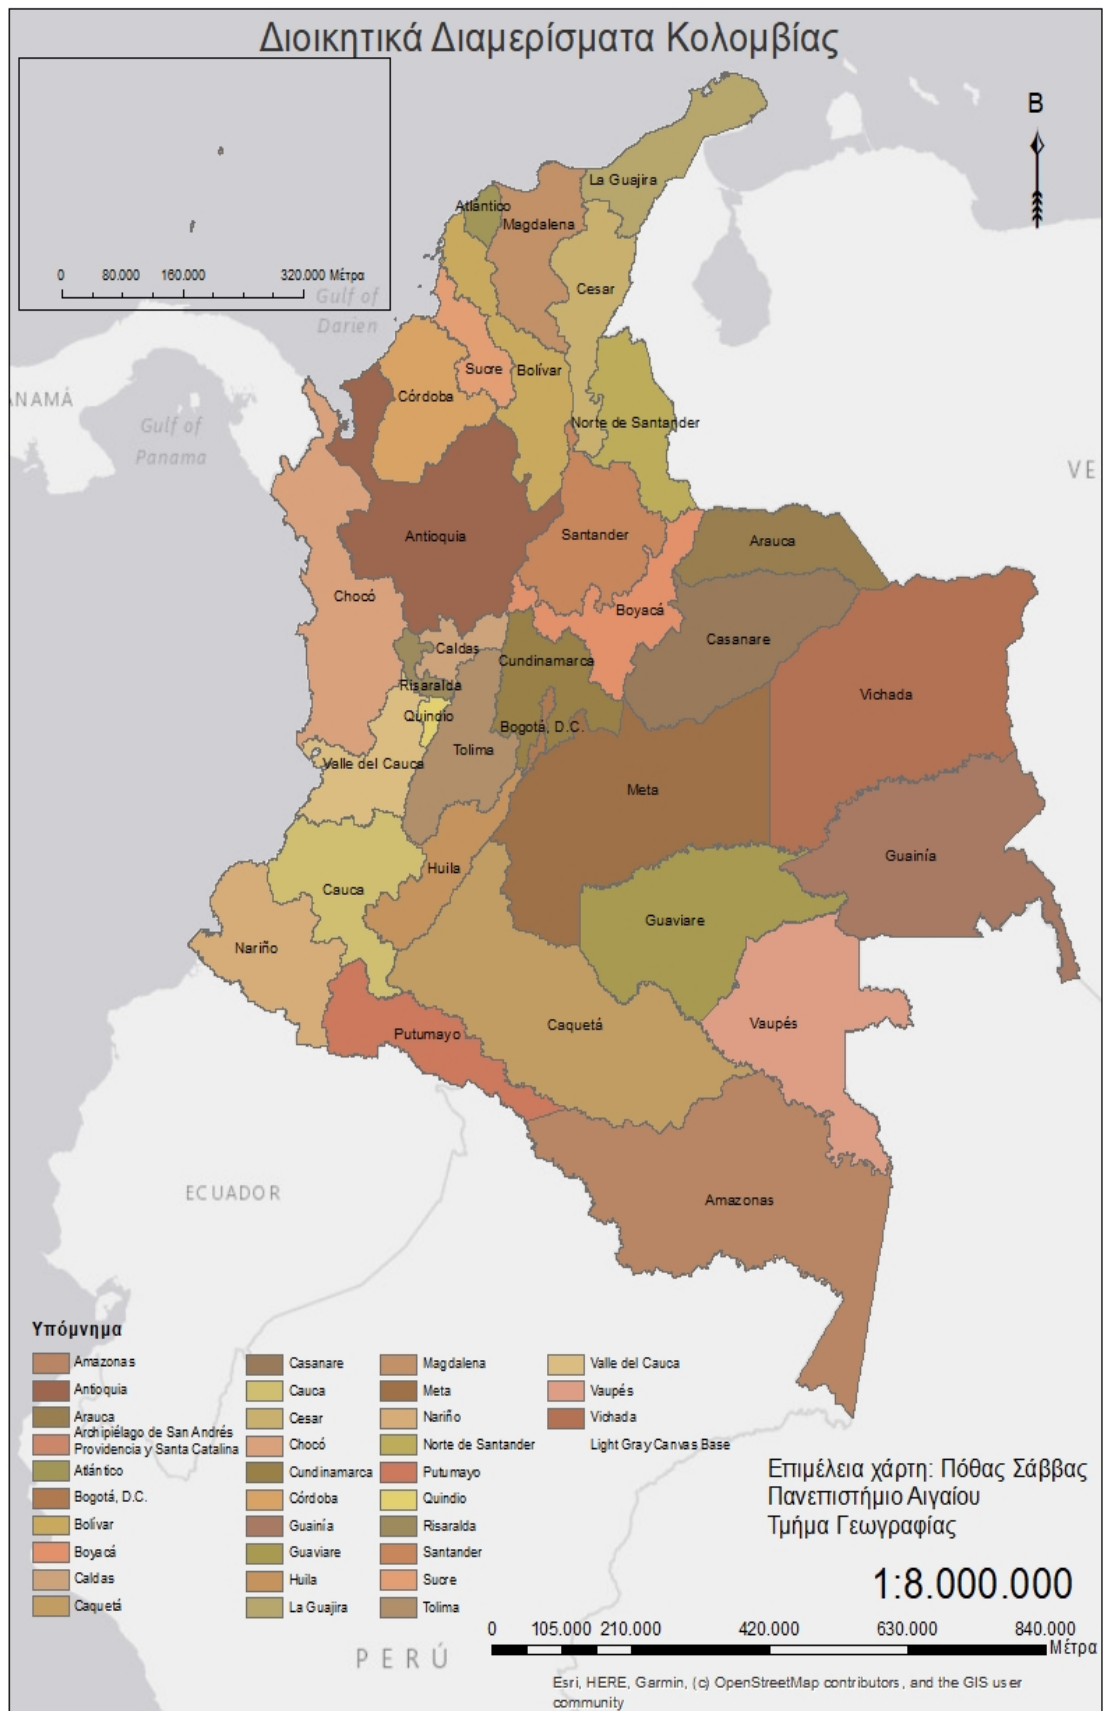 Διοικητικά Διαμερίσματα Κολομβίας
0 80.000 160.000 320.000 Μέτρα
B
Gulf of
Darien
ANAMÁ
Gulf of
Panama
VE
La Guajira
Atlántico
Magdalena
Cesar
Sucre
Bolívar
Córdoba
Norte de Santander
Antioquia
Santander
Arauca
Chocó
Boyacá
Casanare
Caldas
Cundinamarca
Risaralda
Vichada
Quindio
Bogotá, D.C.
Tolima
Valle del Cauca
Meta
Guainía
Huila
Cauca
Guaviare
Nariño
Caquetá
Vaupés
Putumayo
ECUADOR
Amazonas
Υπόμνημα
Amazonas
Antioquia
Arauca
Archipiélago de San Andrés
Providencia y Santa Catalina
Atlántico
Bogotá, D.C.
Bolívar
Boyacá
Caldas
Caquetá
Casanare
Cauca
Cesar
Chocó
Cundinamarca
Córdoba
Guainía
Guaviare
Huila
La Guajira
Magdalena
Meta
Nariño
Norte de Santander
Putumayo
Quindio
Risaralda
Santander
Sucre
Tolima
Valle del Cauca
Vaupés
Vichada
Light Gray Canvas Base
Επιμέλεια χάρτη: Πόθας Σάββας
Πανεπιστήμιο Αιγαίου
Τμήμα Γεωγραφίας
1:8.000.000
0 105.000 210.000 420.000 630.000 840.000
Μέτρα
PERÚ
Esri, HERE, Garmin, (c) OpenStreetMap contributors, and the GIS user
community